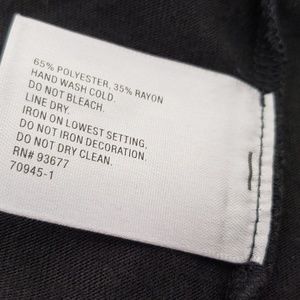 65% POLYESTER, 35% RAYON
HAND WASH COLD.
DO NOT BLEACH.
LINE DRY.
IRON ON LOWEST SETTING.
DO NOT IRON DECORATION.
DO NOT DRY CLEAN.
RN# 93677
70945-1